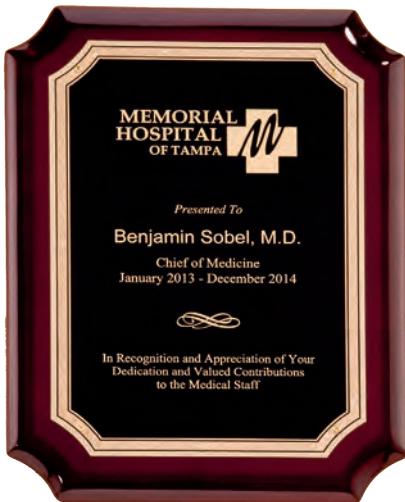 MEMORIAL
HOSPITAL
OF TAMPA
M
Presented To
Benjamin Sobel, M.D.
Chief of Medicine
January 2013 - December 2014
In Recognition and Appreciation of Your
Dedication and Valued Contributions
to the Medical Staff